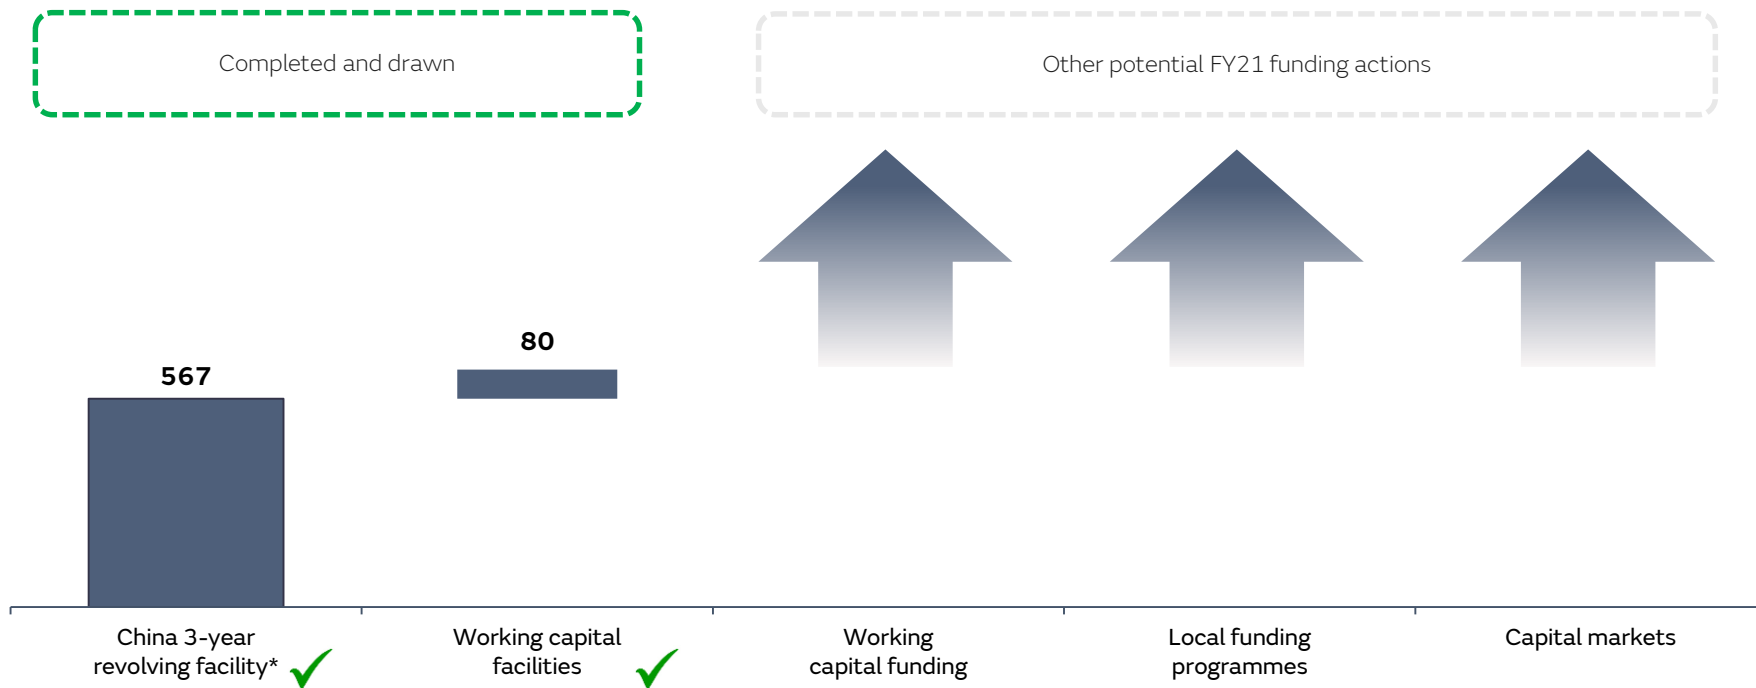 Completed and drawn
Other potential FY21 funding actions
80
567
China 3-year
revolving facility*
Working capital
facilities
Working
capital funding
Local funding
programmes
Capital markets